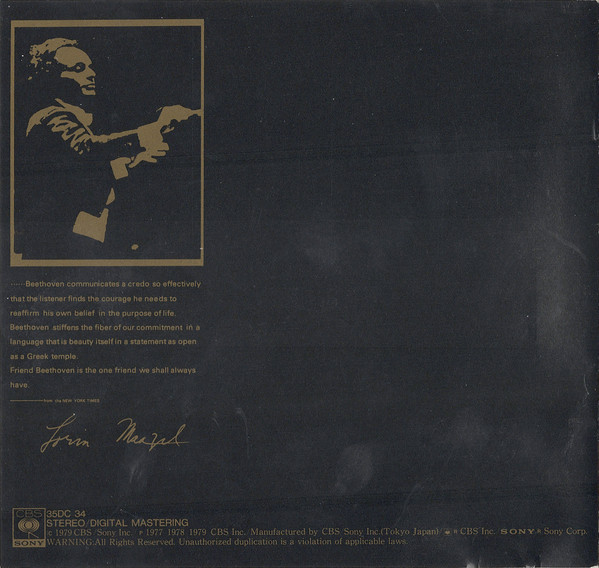 ·····Beethoven communicates a credo so effectively
that the listener finds the courage he needs to
reaffirm his own belief in the purpose of life.
Beethoven stiffens the fiber of our commitment in a
language that is beauty itself in a statement as open
as a Greek temple.
Friend Beethoven is the one friend we shall always
have.
from the NEW YORK TIMES
Lorin Maazel
CBS
SONY
35DC 34
STEREO/DIGITAL MASTERING
© 1979 CBS/Sony Inc./℗ 1977 1978 1979 CBS Inc./Manufactured by CBS/Sony Inc.(Tokyo Japan)/ ® CBS Inc./SONY® Sony Corp.
WARNING:All Rights Reserved. Unauthorized duplication is a violation of applicable laws.